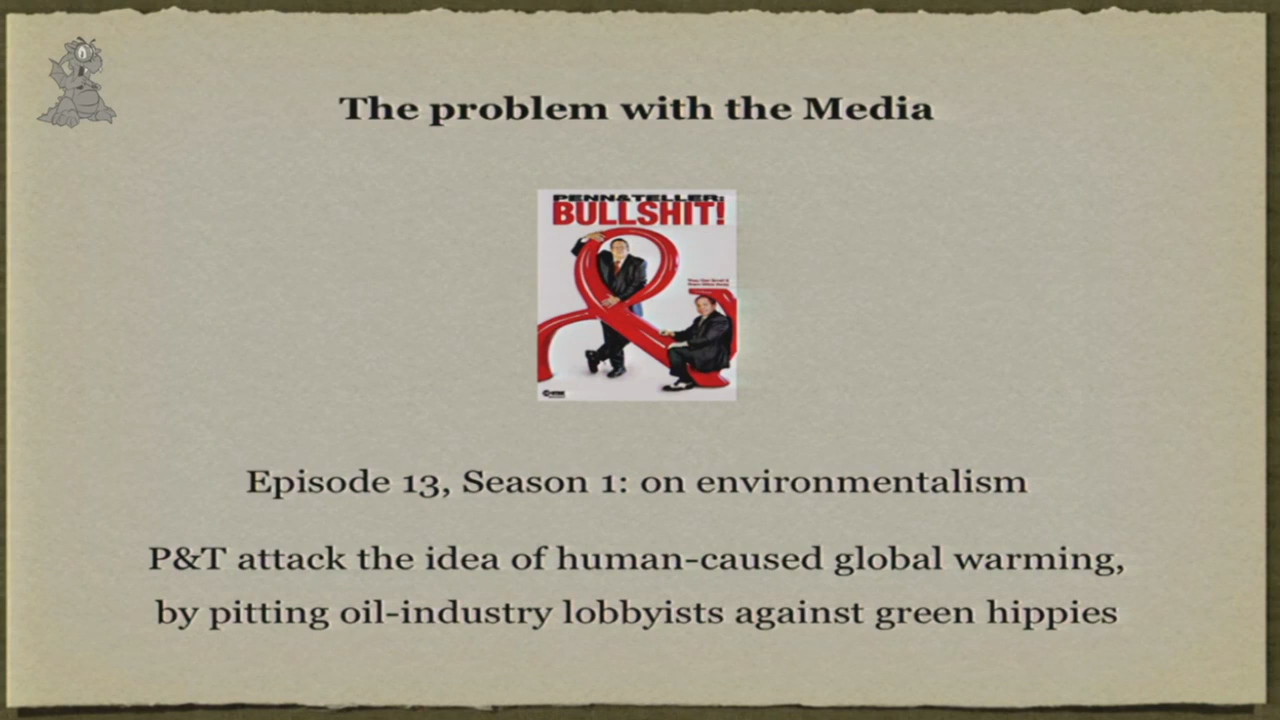 The problem with the Media
PENN & TELLER:
BULLSHIT!
Episode 13, Season 1: on environmentalism
P&T attack the idea of human-caused global warming,
by pitting oil-industry lobbyists against green hippies